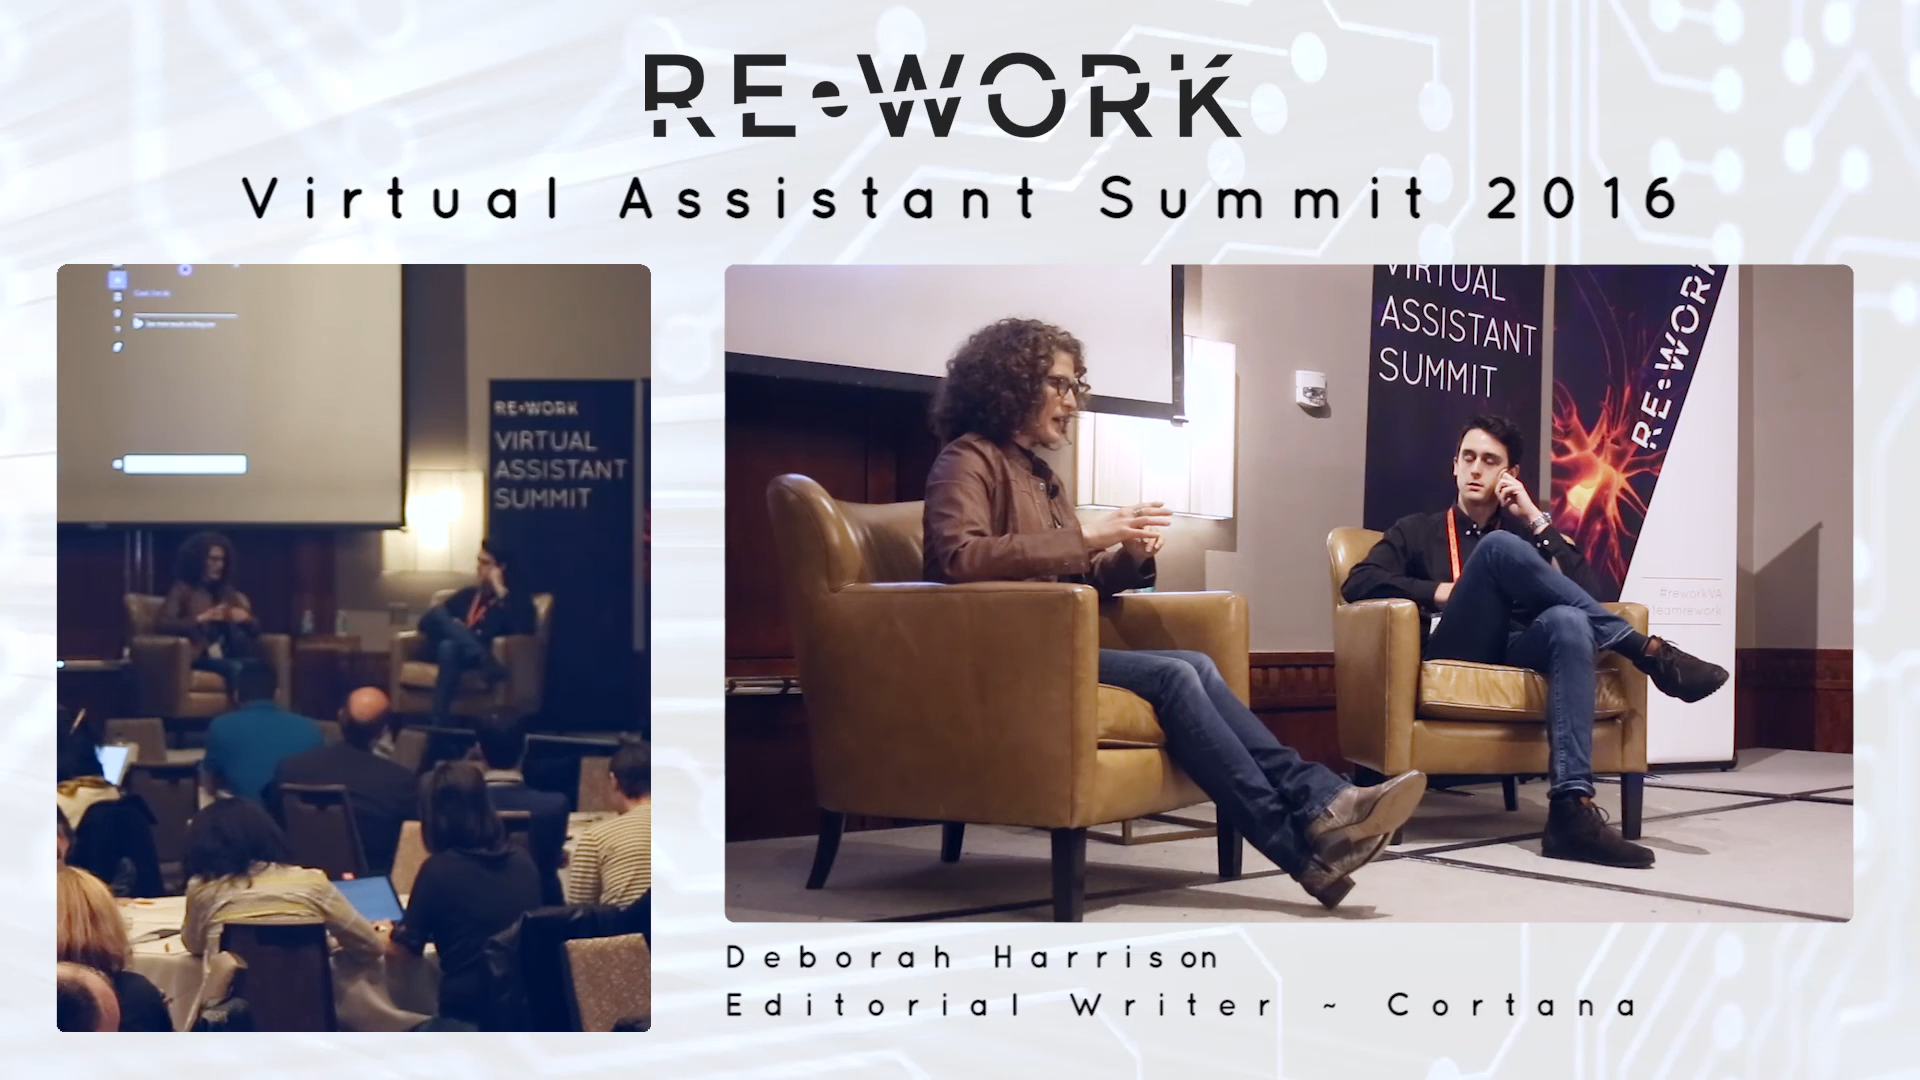 RE•WORK
Virtual Assistant Summit 2016
RE•WORK
VIRTUAL
ASSISTANT
SUMMIT
VIRTUAL
ASSISTANT
SUMMIT
RE•WORK
#reworkVA
teamrework
Deborah Harrison
Editorial Writer ~ Cortana